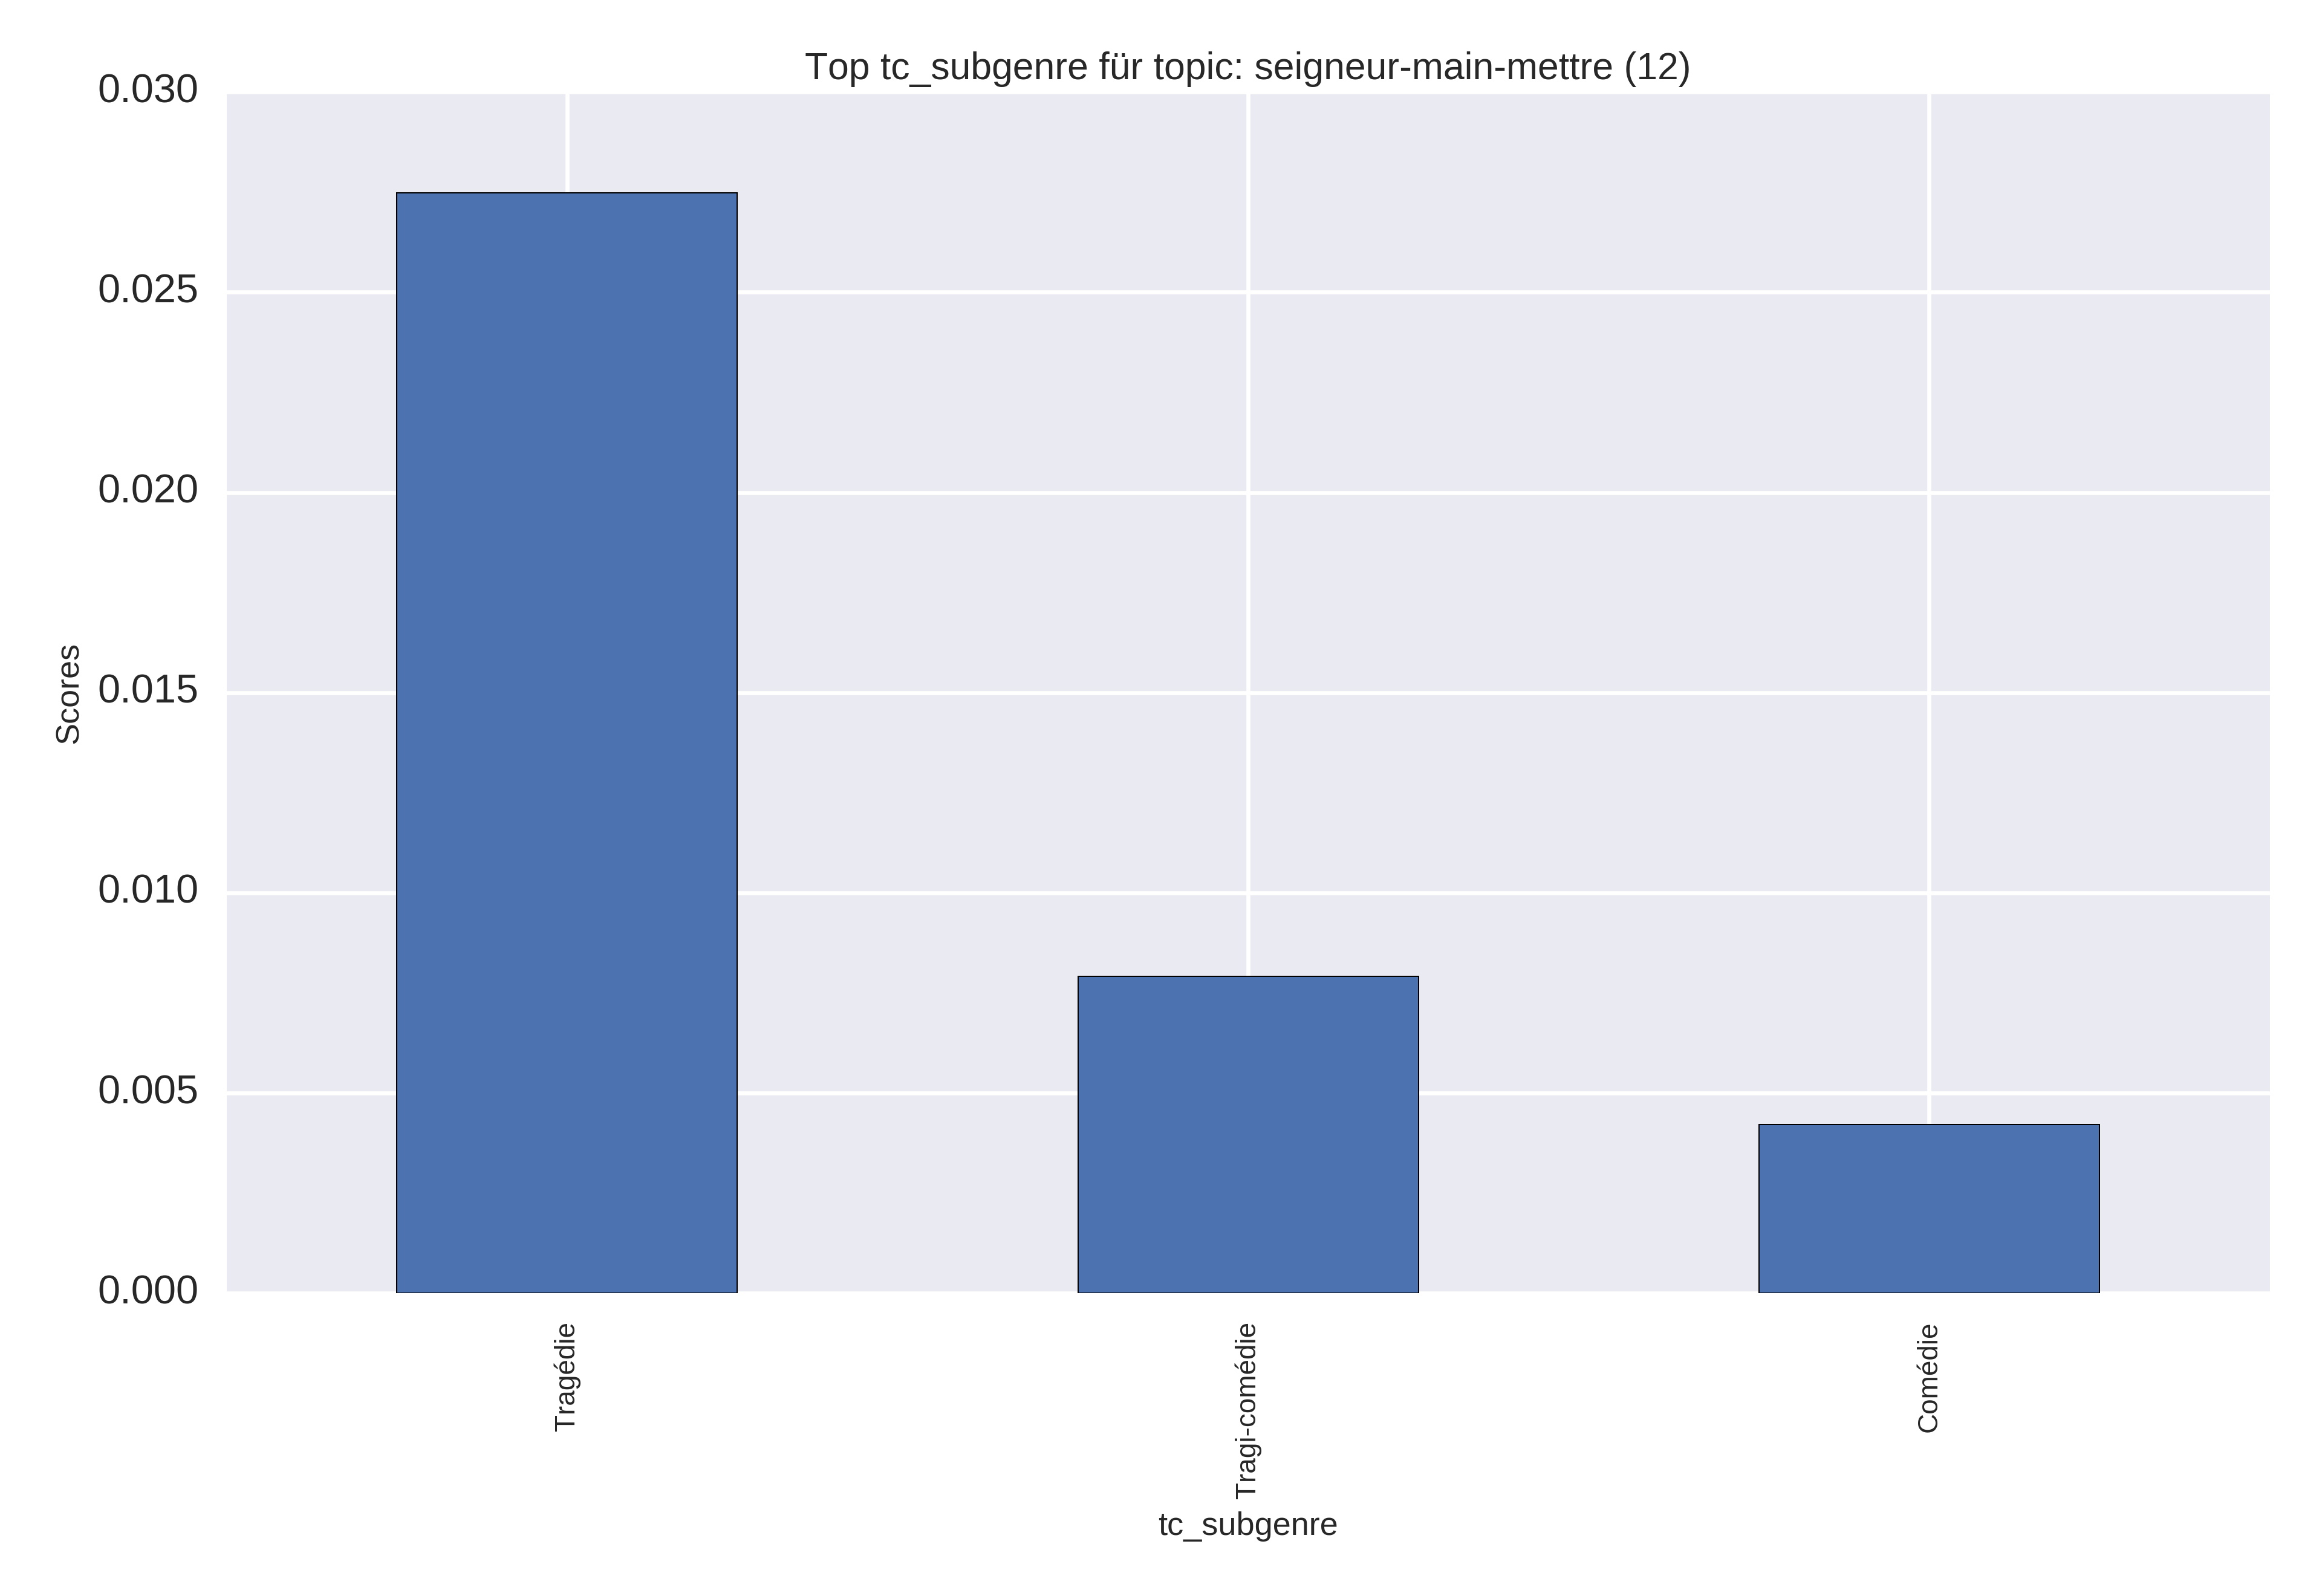 Top tc_subgenre für topic: seigneur-main-mettre (12)
0.030
0.025
0.020
0.015
0.010
0.005
0.000
Scores
Tragédie
Tragi-comédie
Comédie
tc_subgenre